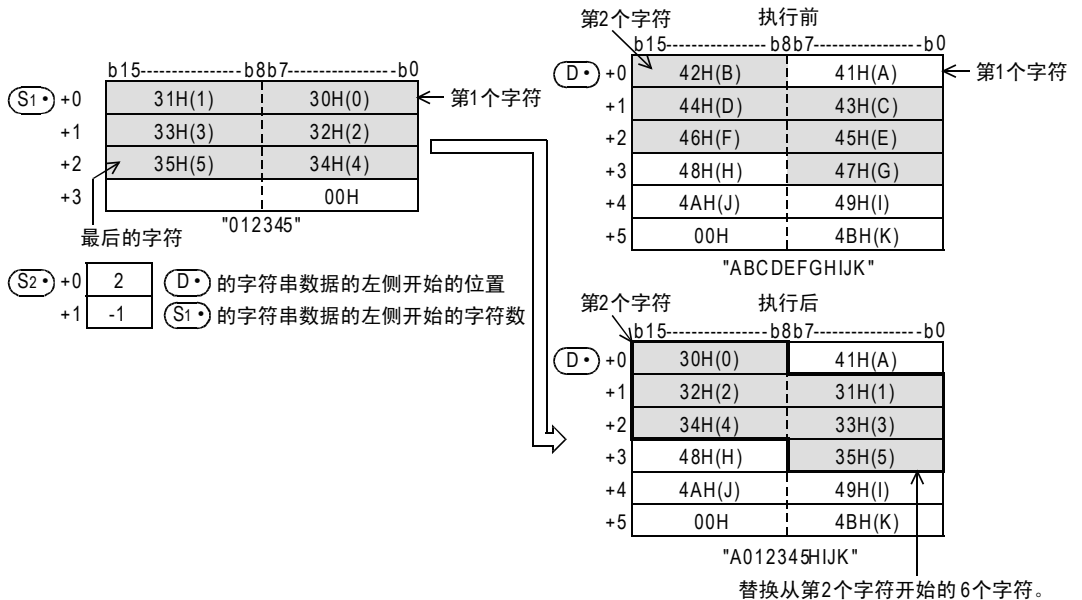 b15--------------- b8b7-----------------b0
S1• +0 31H(1) 30H(0) 第1个字符
+1 33H(3) 32H(2)
+2 35H(5) 34H(4)
+3 00H
"012345"
最后的字符
S2• +0 2 D• 的字符串数据的左侧开始的位置
+1 -1 S1• 的字符串数据的左侧开始的字符数
第2个字符 执行前
b15--------------- b8b7-----------------b0
D• +0 42H(B) 41H(A) 第1个字符
+1 44H(D) 43H(C)
+2 46H(F) 45H(E)
+3 48H(H) 47H(G)
+4 4AH(J) 49H(I)
+5 00H 4BH(K)
"ABCDEFGHIJK"
第2个字符 执行后
b15--------------- b8b7-----------------b0
D• +0 30H(0) 41H(A)
+1 32H(2) 31H(1)
+2 34H(4) 33H(3)
+3 48H(H) 35H(5)
+4 4AH(J) 49H(I)
+5 00H 4BH(K)
"A012345HIJK"
替换从第2个字符开始的6个字符。